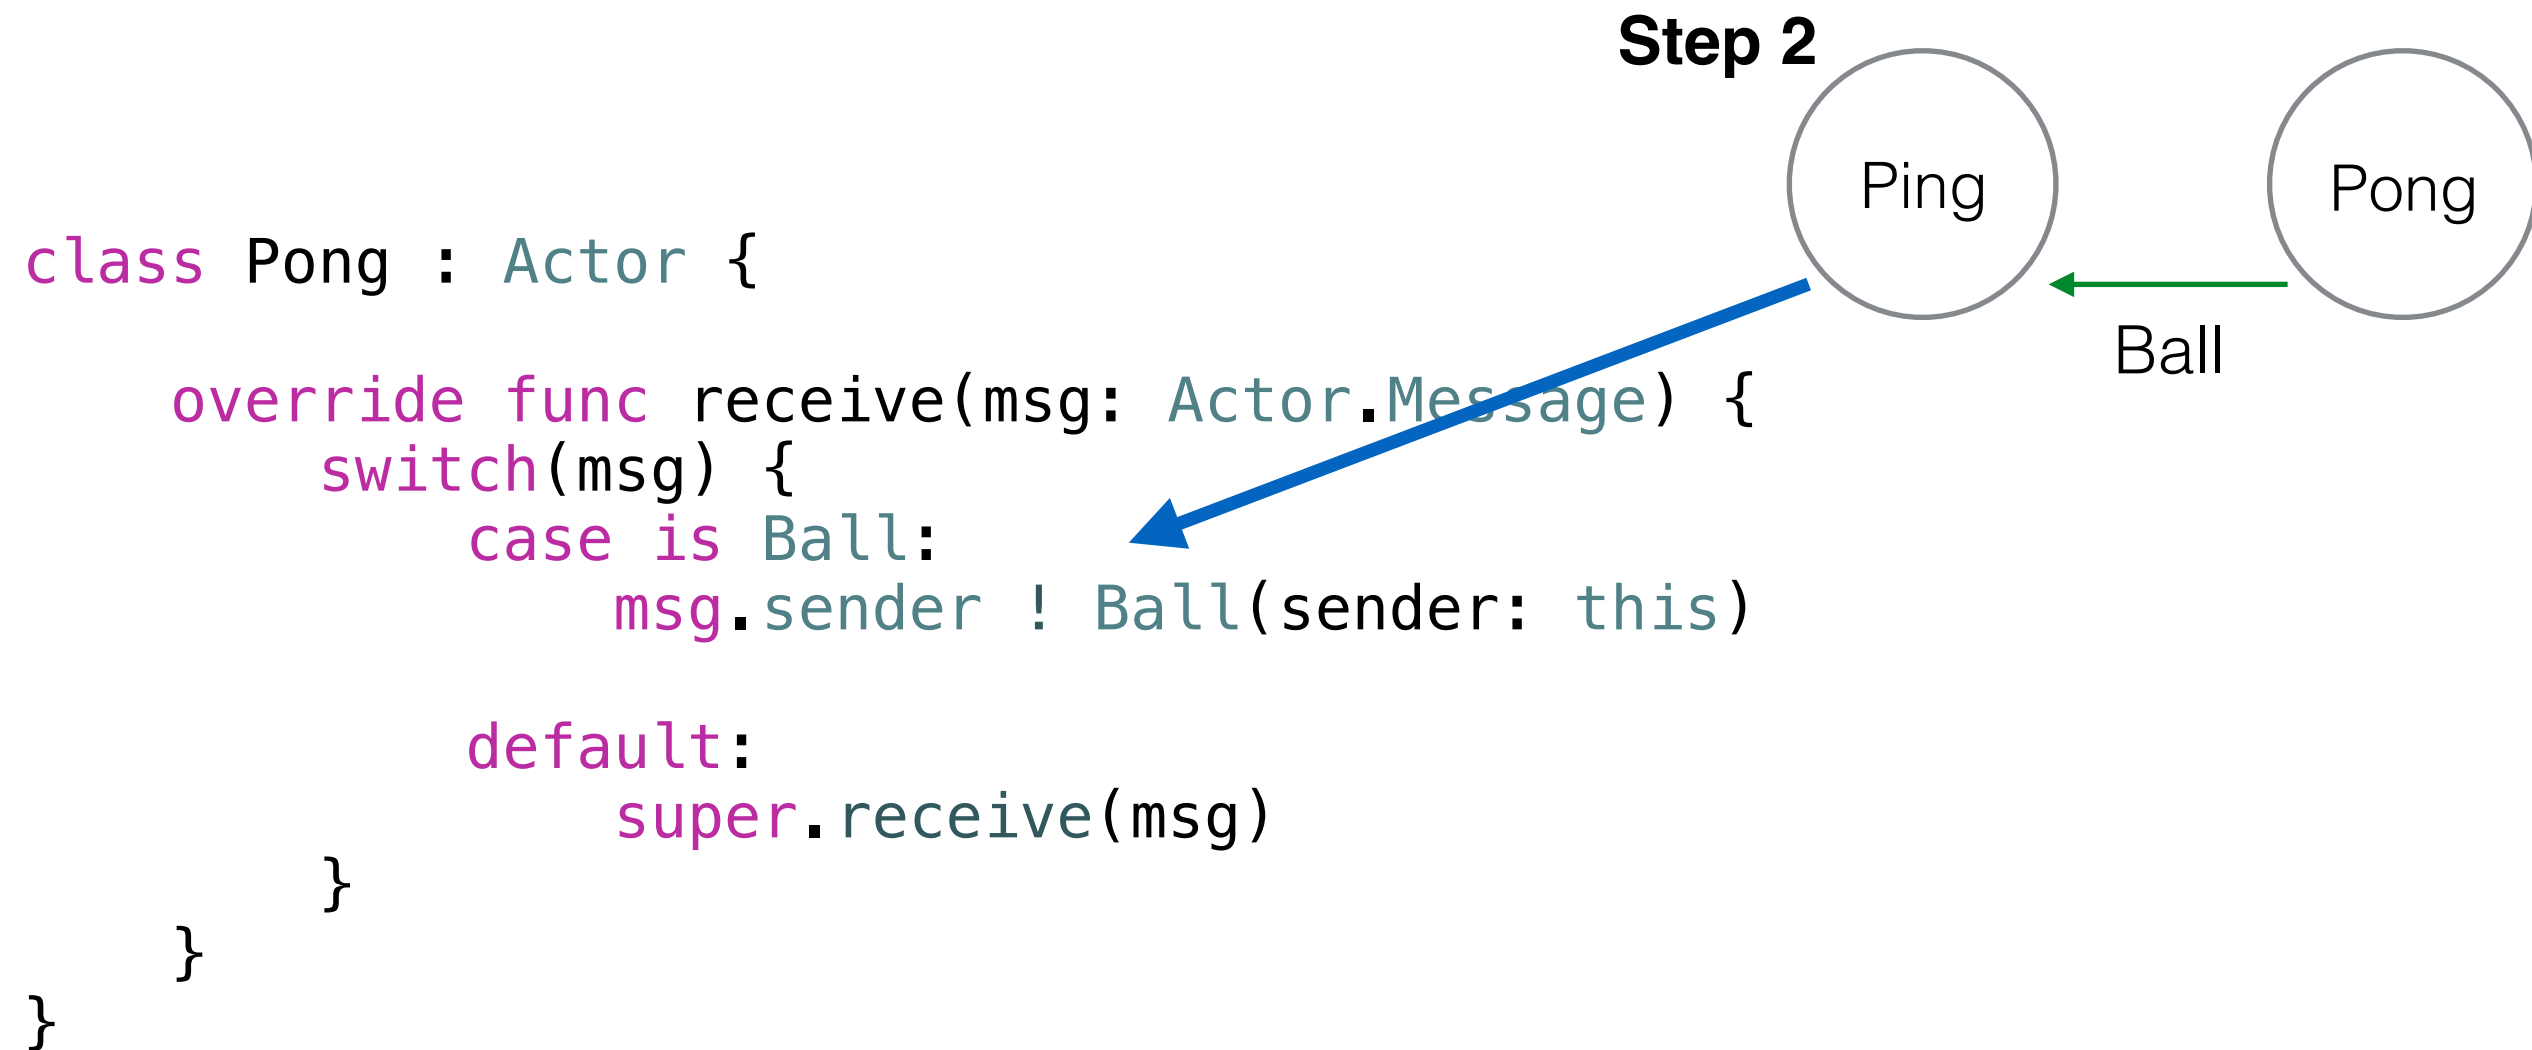 Step 2
Ping
Pong
Ball
class Pong : Actor {
override func receive(msg: Actor.Message) {
switch(msg) {
case is Ball:
msg.sender ! Ball(sender: this)
default:
super.receive(msg)
}
}
}